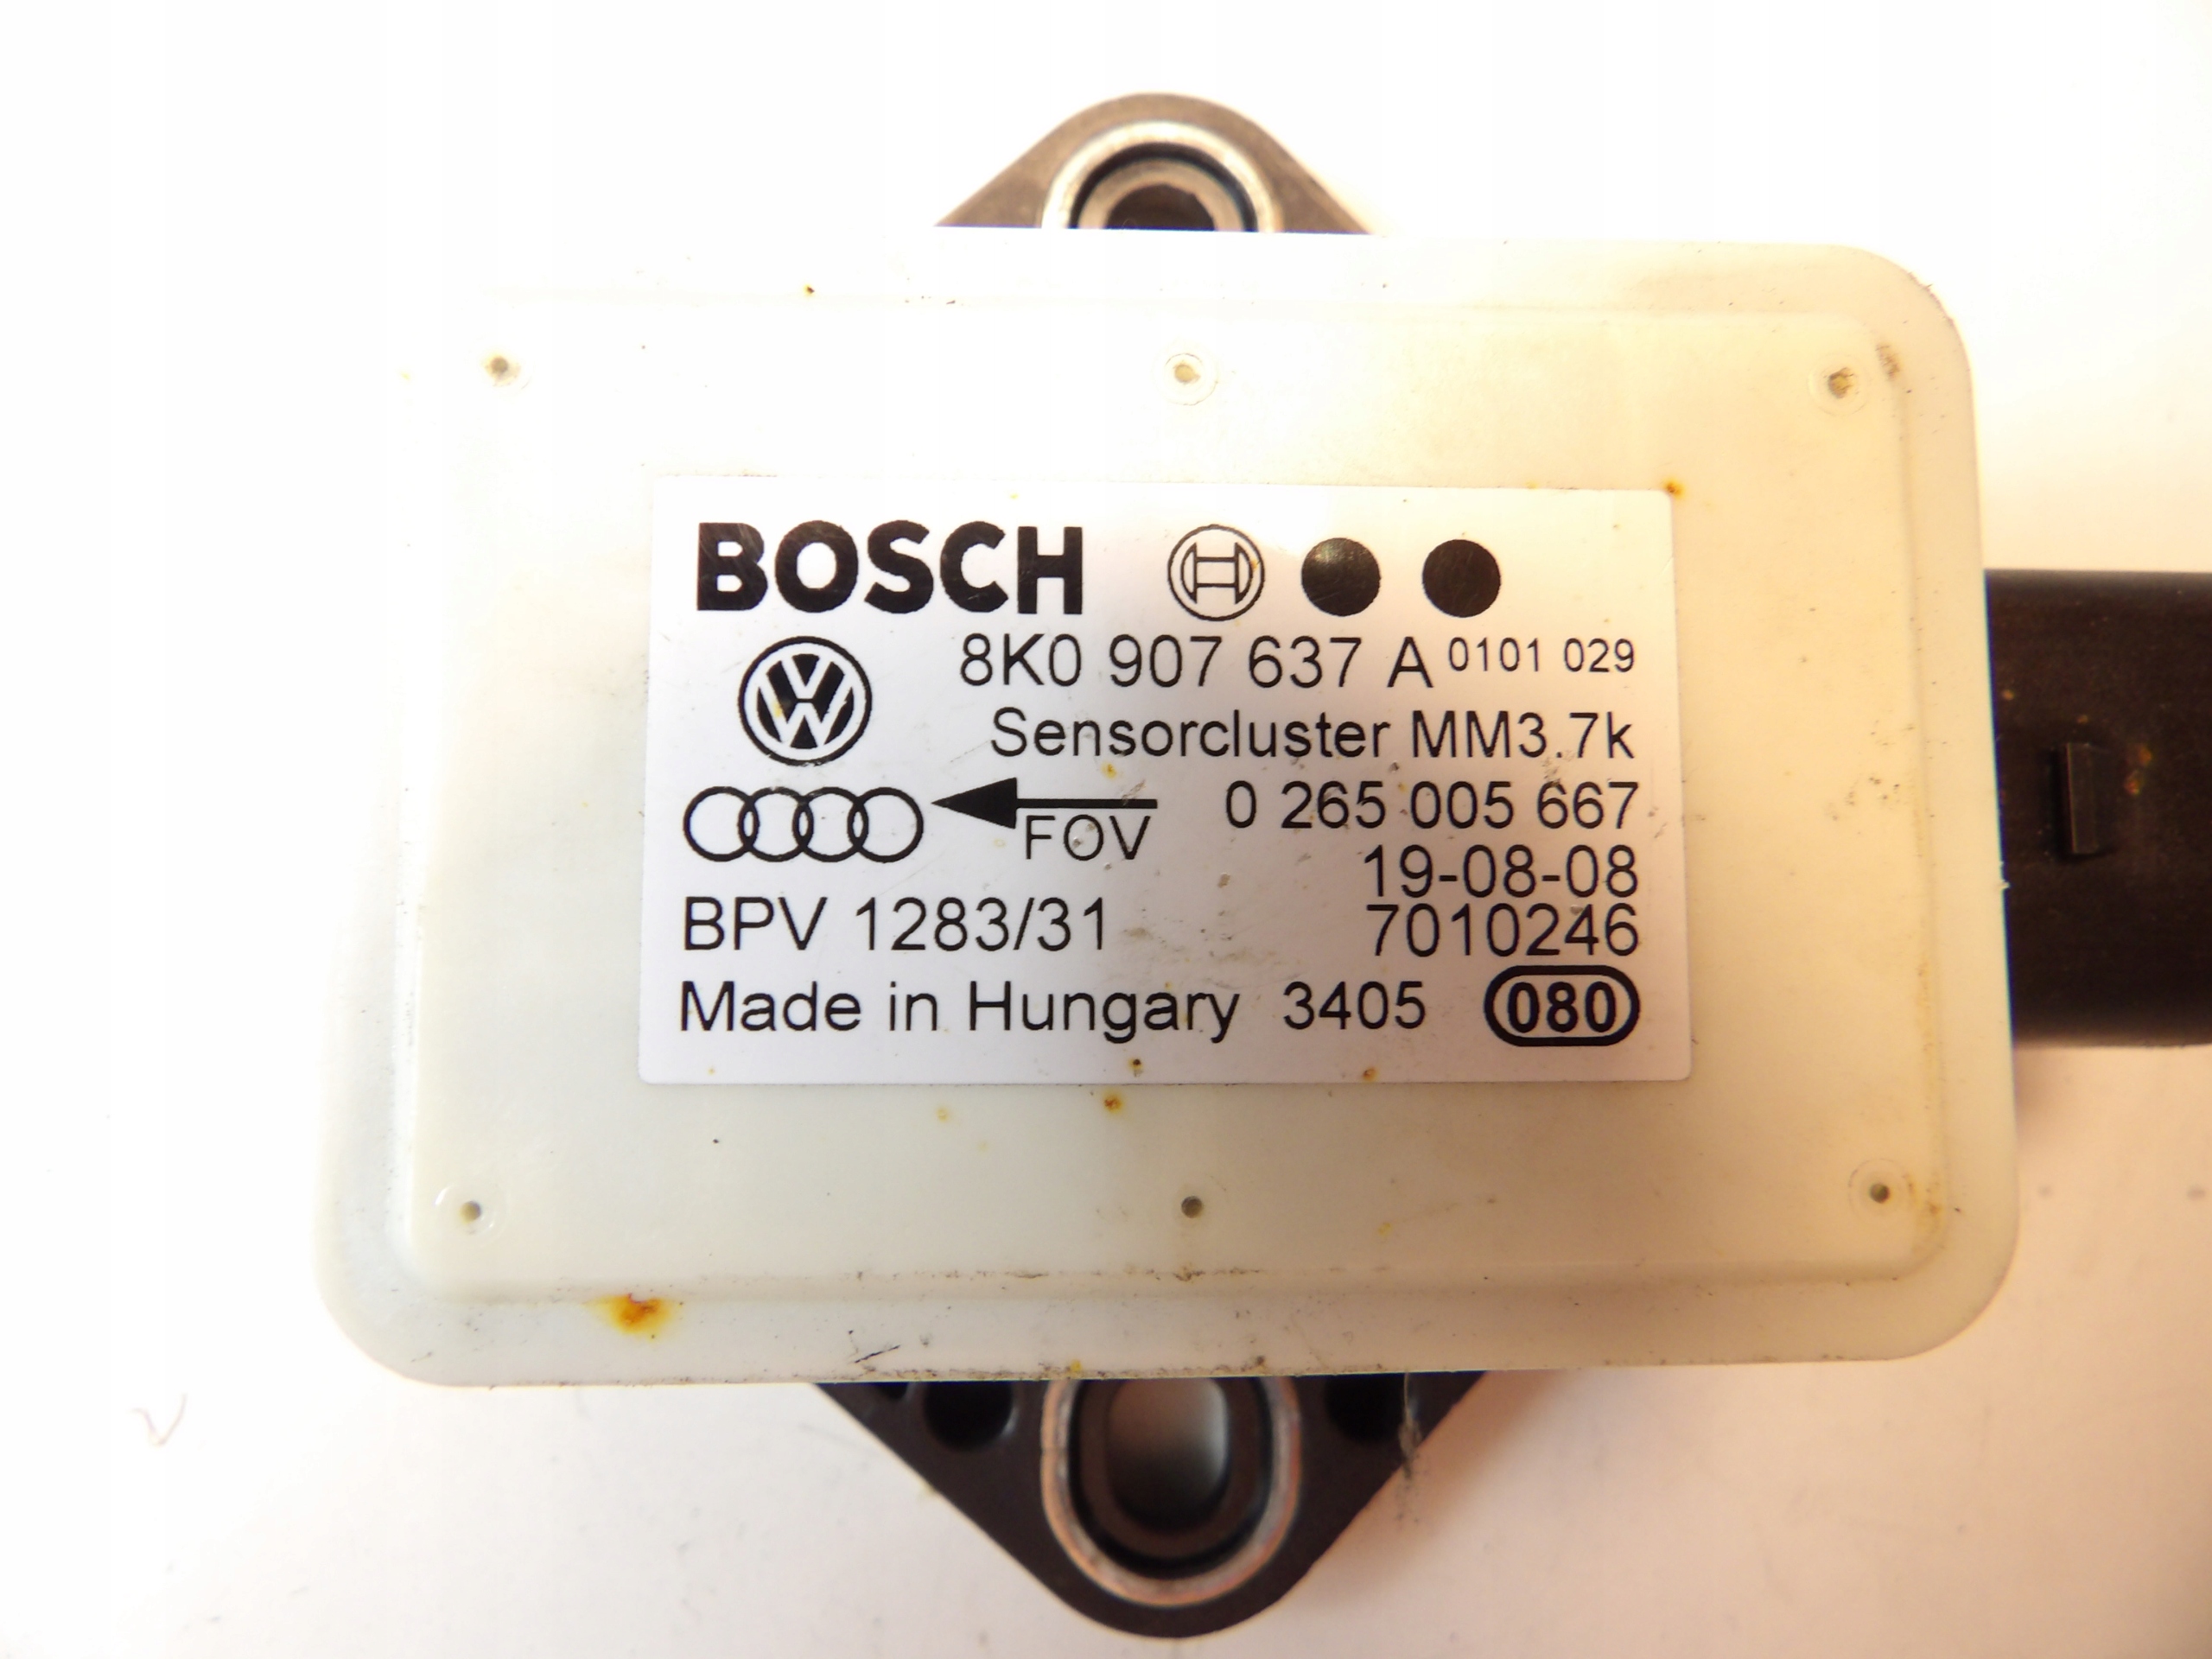 BOSCH
8K0 907 637 A 0101 029
Sensorcluster MM3.7k
0 265 005 667
FOV
19-08-08
BPV 1283/31 7010246
Made in Hungary 3405 080